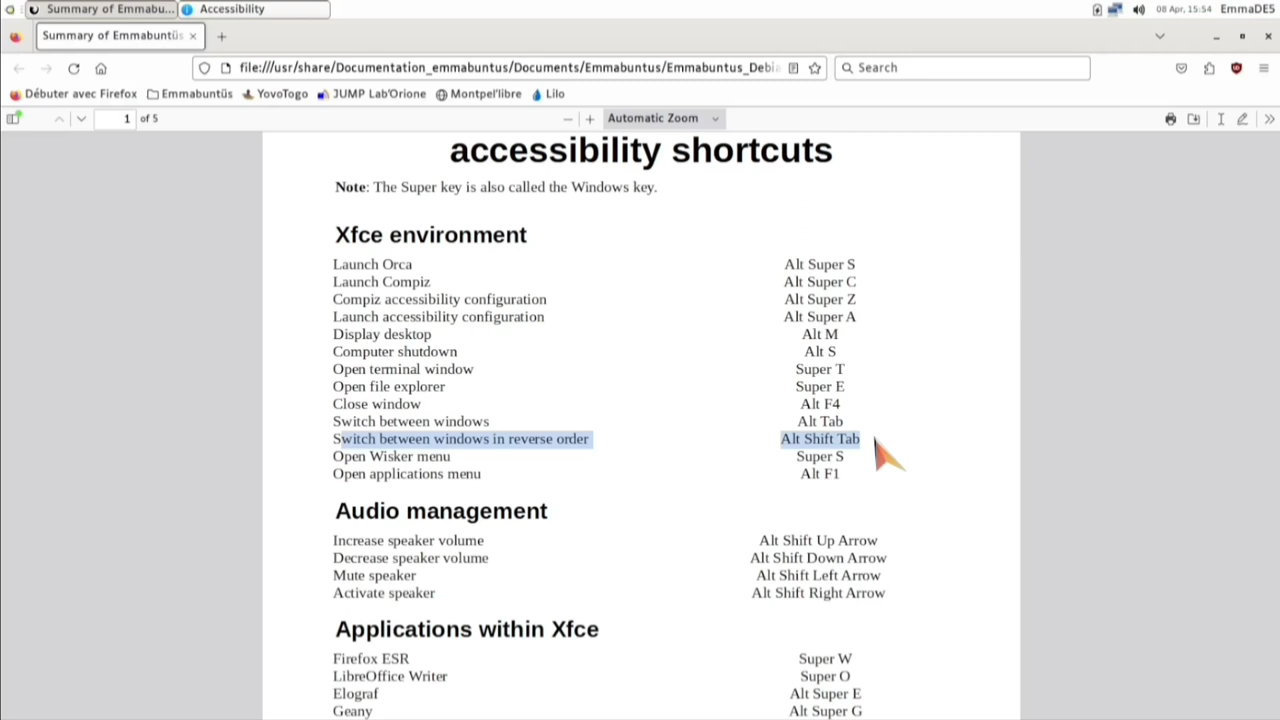 Summary of Emmabu... Accessibility 08 Apr, 15:54 EmmaDE5
Summary of Emmabuntüs
file:///usr/share/Documentation_emmabuntus/Documents/Emmabuntus/Emmabuntus_Debia Search
Débuter avec Firefox Emmabuntüs YovoTogo JUMP Lab'Orione Montpel'libre Lilo
1 of 5 Automatic Zoom
accessibility shortcuts
Note: The Super key is also called the Windows key.
Xfce environment
Launch Orca Alt Super S
Launch Compiz Alt Super C
Compiz accessibility configuration Alt Super Z
Launch accessibility configuration Alt Super A
Display desktop Alt M
Computer shutdown Alt S
Open terminal window Super T
Open file explorer Super E
Close window Alt F4
Switch between windows Alt Tab
Switch between windows in reverse order Alt Shift Tab
Open Wisker menu Super S
Open applications menu Alt F1
Audio management
Increase speaker volume Alt Shift Up Arrow
Decrease speaker volume Alt Shift Down Arrow
Mute speaker Alt Shift Left Arrow
Activate speaker Alt Shift Right Arrow
Applications within Xfce
Firefox ESR Super W
LibreOffice Writer Super O
Elograf Alt Super E
Geany Alt Super G